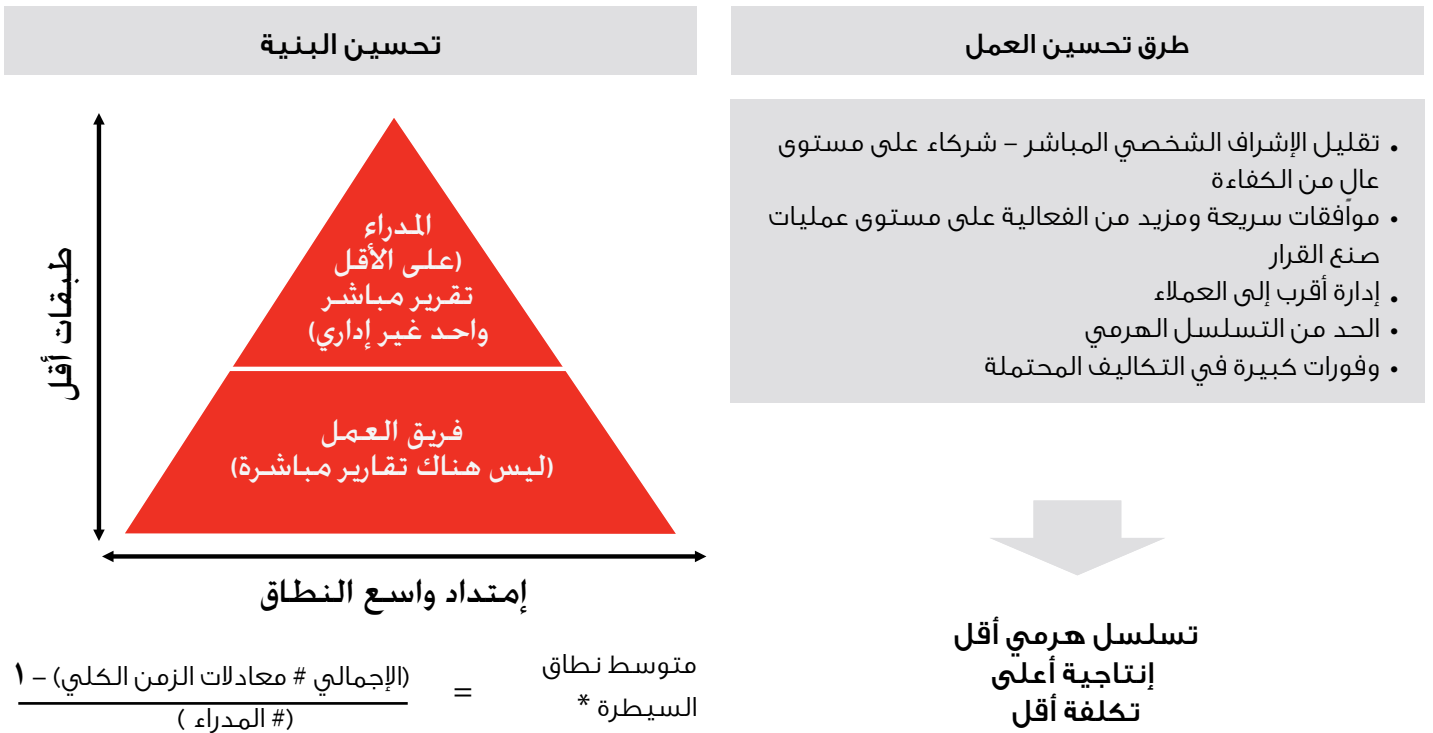 طرق تحسين العمل
• تقليل الإشراف الشخصي المباشر – شركاء على مستوى
عالٍ من الكفاءة
• موافقات سريعة ومزيد من الفعالية على مستوى عمليات
صنع القرار
• إدارة أقرب إلى العملاء
• الحد من التسلسل الهرمي
• وفورات كبيرة في التكاليف المحتملة
تسلسل هرمي أقل
إنتاجية أعلى
تكلفة أقل
تحسين البنية
طبقات أقل
المدراء
(على الأقل
تقرير مباشر
واحد غير إداري)
فريق العمل
(ليس هناك تقارير مباشرة)
إمتداد واسع النطاق
متوسط نطاق
السيطرة *
=
(الإجمالي # معادلات الزمن الكلي) – ١
(# المدراء )